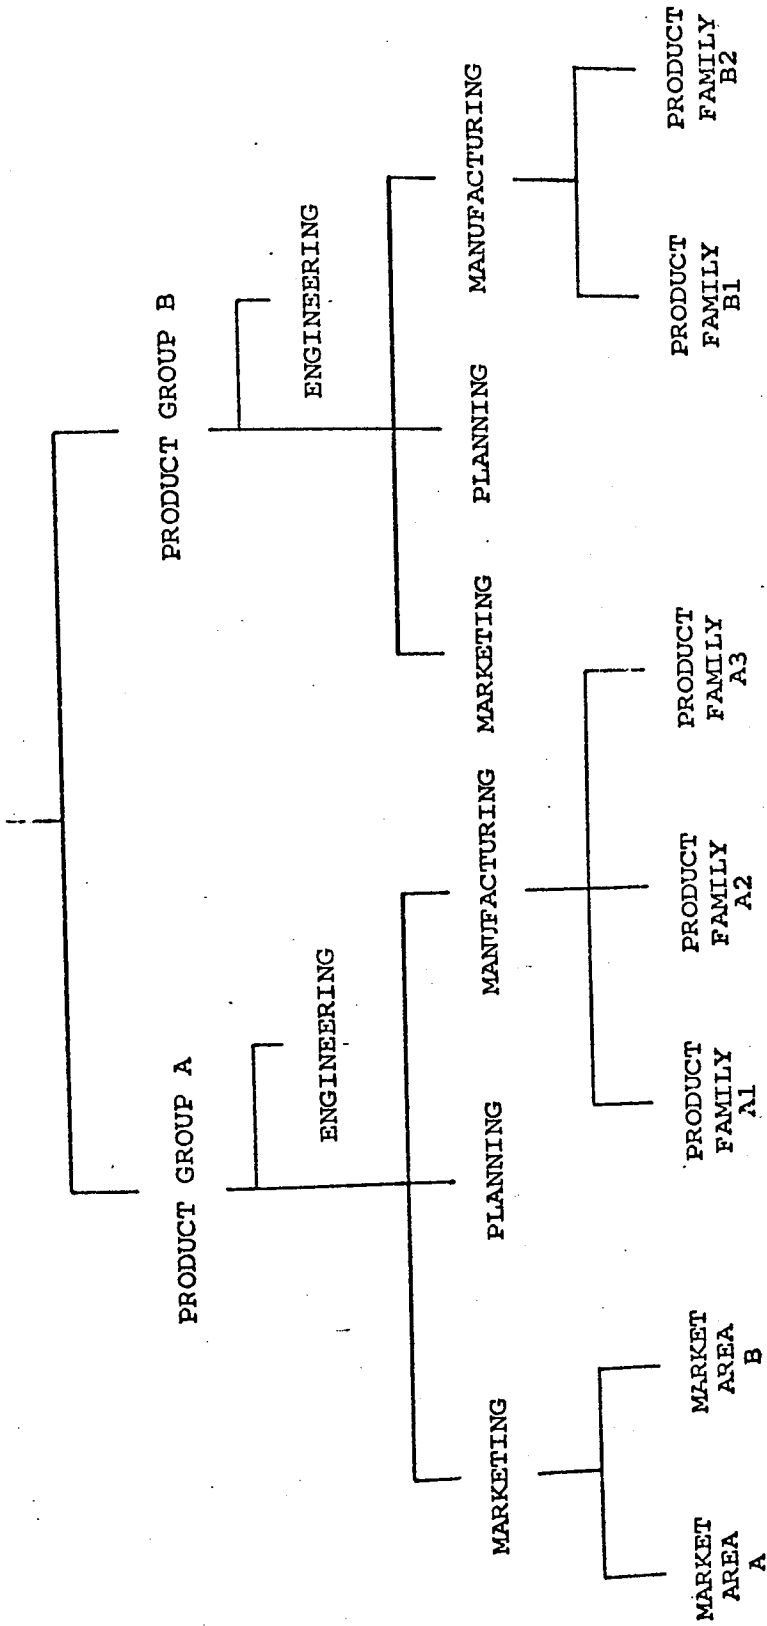 PRODUCT GROUP A
PRODUCT GROUP B
ENGINEERING
ENGINEERING
MARKETING
PLANNING
MANUFACTURING
MARKETING
PLANNING
MANUFACTURING
MARKET
AREA
A
MARKET
AREA
B
PRODUCT
FAMILY
A1
PRODUCT
FAMILY
A2
PRODUCT
FAMILY
A3
PRODUCT
FAMILY
B1
PRODUCT
FAMILY
B2